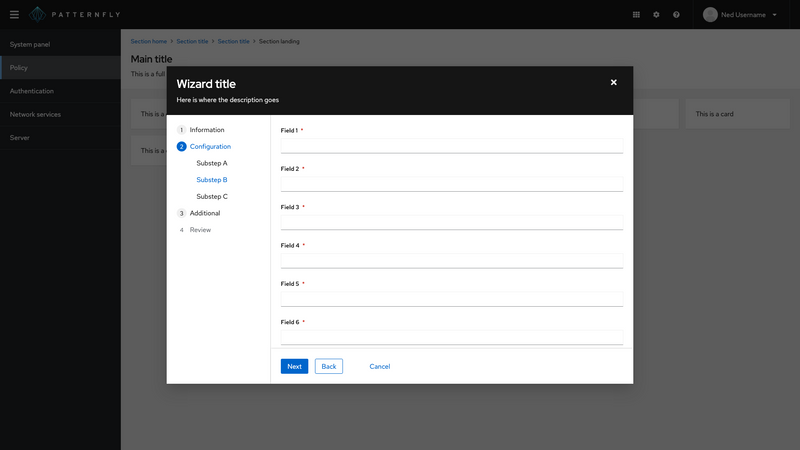 PATTERNFLY
Ned Username
System panel
Policy
Authentication
Network services
Server
Section home > Section title > Section title > Section landing
Main title
This is a full
This is a
This is a card
This is a
Wizard title
Here is where the description goes
1 Information
2 Configuration
Substep A
Substep B
Substep C
3 Additional
4 Review
Field 1 *
Field 2 *
Field 3 *
Field 4 *
Field 5 *
Field 6 *
Next Back Cancel